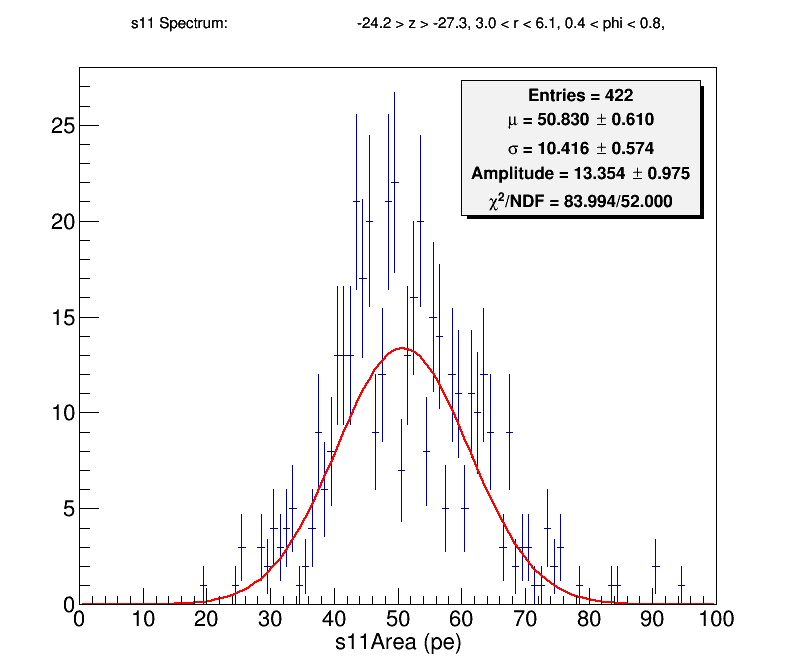 s11 Spectrum: -24.2 > z > -27.3, 3.0 < r < 6.1, 0.4 < phi < 0.8,
Entries = 422
μ = 50.830 ± 0.610
σ = 10.416 ± 0.574
Amplitude = 13.354 ± 0.975
χ²/NDF = 83.994/52.000
25
20
15
10
5
0
0 10 20 30 40 50 60 70 80 90 100
s11Area (pe)